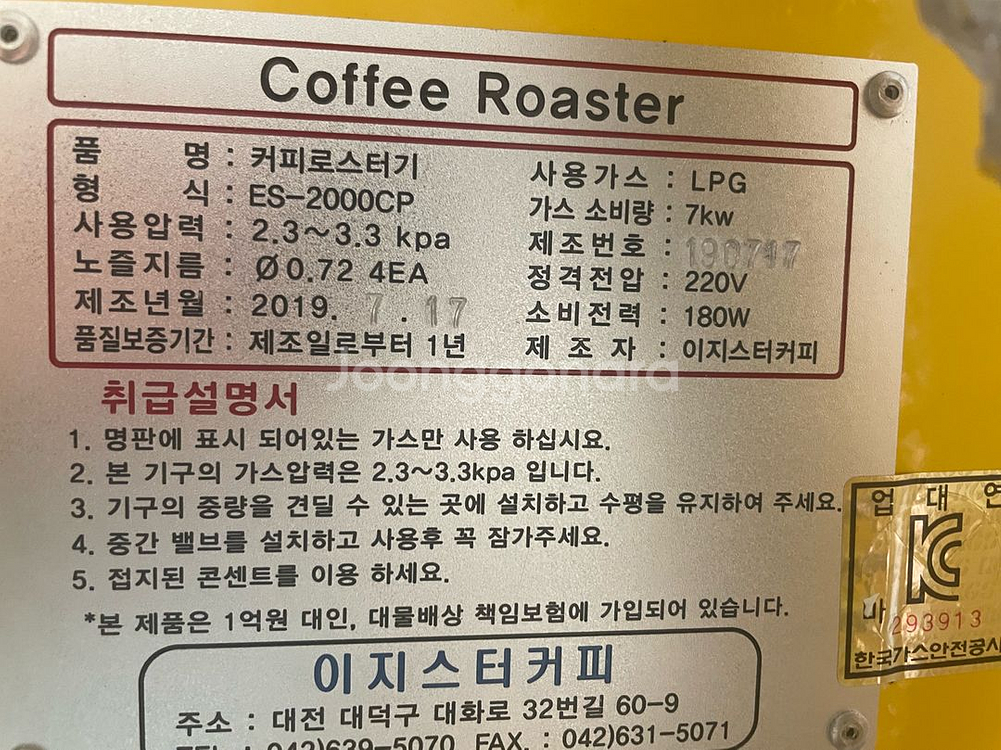 Coffee Roaster
품 명 : 커피로스터기
형 식 : ES-2000CP
사용압력 : 2.3~3.3 kpa
노즐지름 : Ø0.72 4EA
제조년월 : 2019. 7 . 17
품질보증기간 : 제조일로부터 1년
사용가스 : LPG
가스 소비량 : 7kw
제조번호 : 190717
정격전압 : 220V
소비전력 : 180W
제 조 자 : 이지스터커피
Joonggonara
취급설명서
1. 명판에 표시 되어있는 가스만 사용 하십시요.
2. 본 기구의 가스압력은 2.3~3.3kpa 입니다.
3. 기구의 중량을 견딜 수 있는 곳에 설치하고 수평을 유지하여 주세요.
4. 중간 밸브를 설치하고 사용후 꼭 잠가주세요.
5. 접지된 콘센트를 이용 하세요.
*본 제품은 1억원 대인, 대물배상 책임보험에 가입되어 있습니다.
이지스터커피
주소 : 대전 대덕구 대화로 32번길 60-9
TEL : 042)639-5070 FAX. : 042)631-5071
업 대 연
KC
바
293913
한국가스안전공사